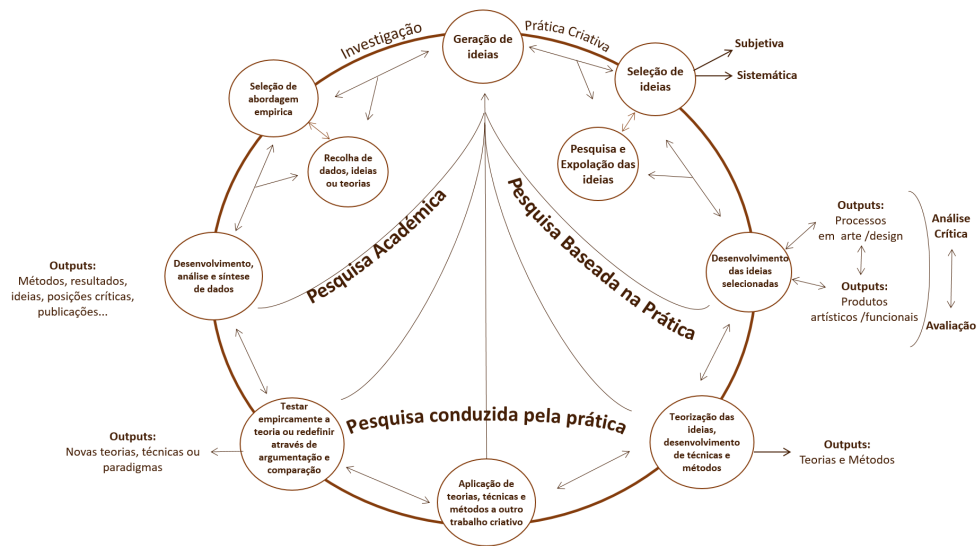 Investigação
Prática Criativa
Geração de
ideias
Seleção de
ideias
Subjetiva
Sistemática
Seleção de
abordagem
empirica
Recolha de
dados, ideias
ou teorias
Pesquisa e
Expolação das
ideias
Pesquisa Académica
Pesquisa Baseada na Prática
Desenvolvimento,
análise e síntese
de dados
Outputs:
Métodos, resultados,
ideias, posições críticas,
publicações...
Desenvolvimento
das ideias
selecionadas
Outputs:
Processos
em arte /design
Outputs:
Produtos
artísticos /funcionais
Análise
Crítica
Avaliação
Pesquisa conduzida pela prática
Testar
empircamente a
teoria ou redefinir
através de
argumentação e
comparação
Outputs:
Novas teorias, técnicas ou
paradigmas
Aplicação de
teorias, técnicas e
métodos a outro
trabalho criativo
Teorização das
ideias,
desenvolvimento
de técnicas e
métodos
Outputs:
Teorias e Métodos